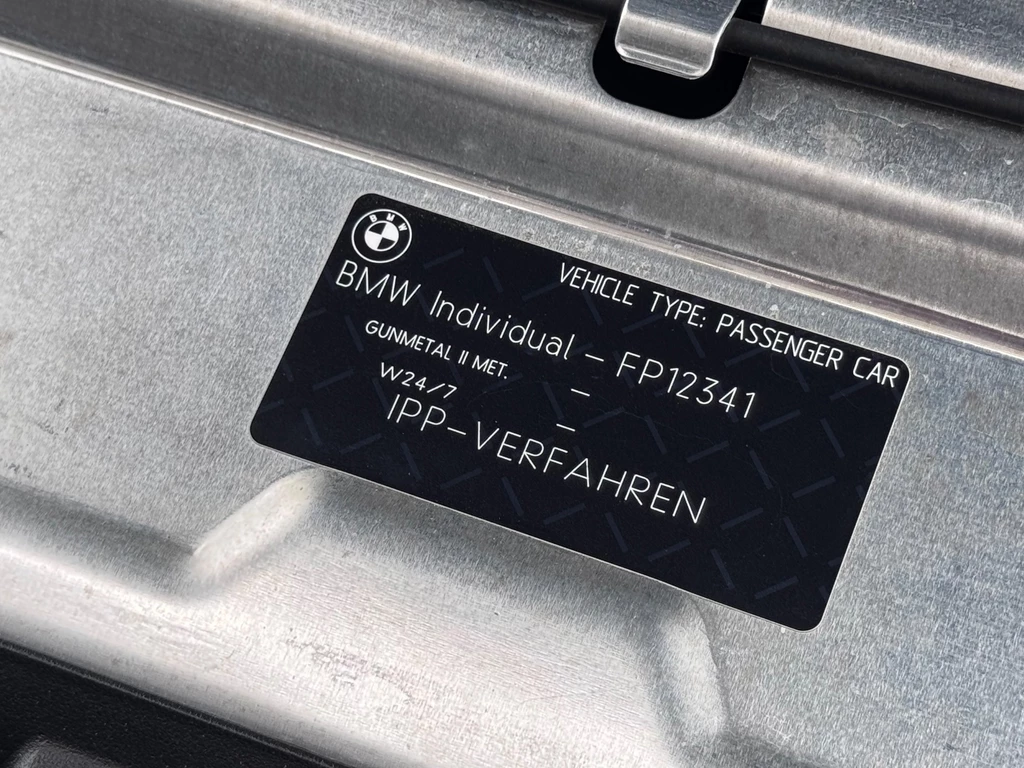 BMW
VEHICLE TYPE: PASSENGER CAR
BMW Individual – FP12341
GUNMETAL II MET. –
W24/7 –
IPP-VERFAHREN